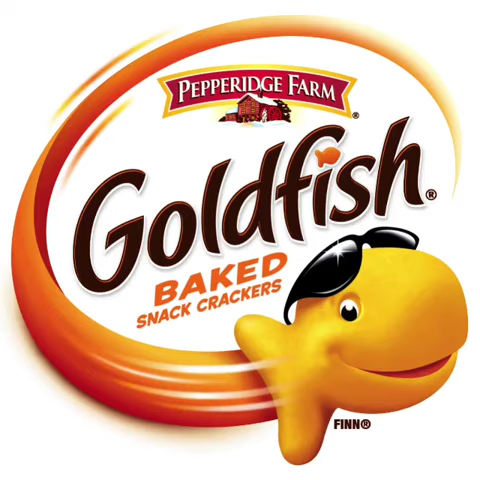 PEPPERIDGE FARM®
Goldfish®
BAKED
SNACK CRACKERS
FINN®